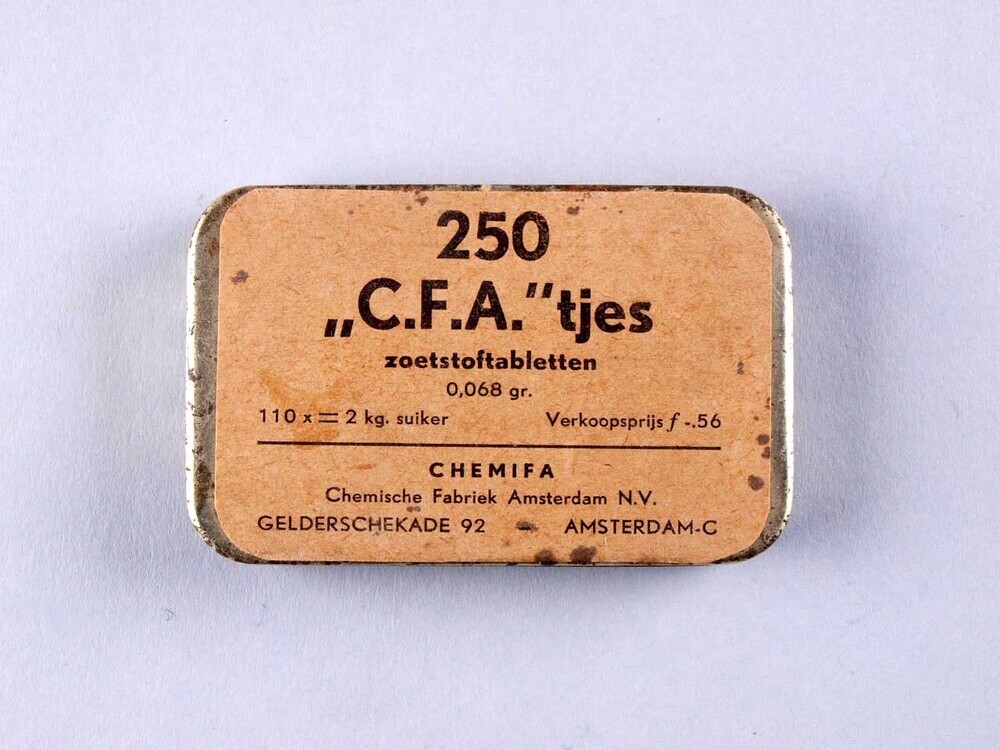 250
„C.F.A.“tjes
zoetstoftabletten
0,068 gr.
110 x = 2 kg. suiker Verkoopsprijs f -.56
CHEMIFA
Chemische Fabriek Amsterdam N.V.
GELDERSCHEKADE 92 - AMSTERDAM-C